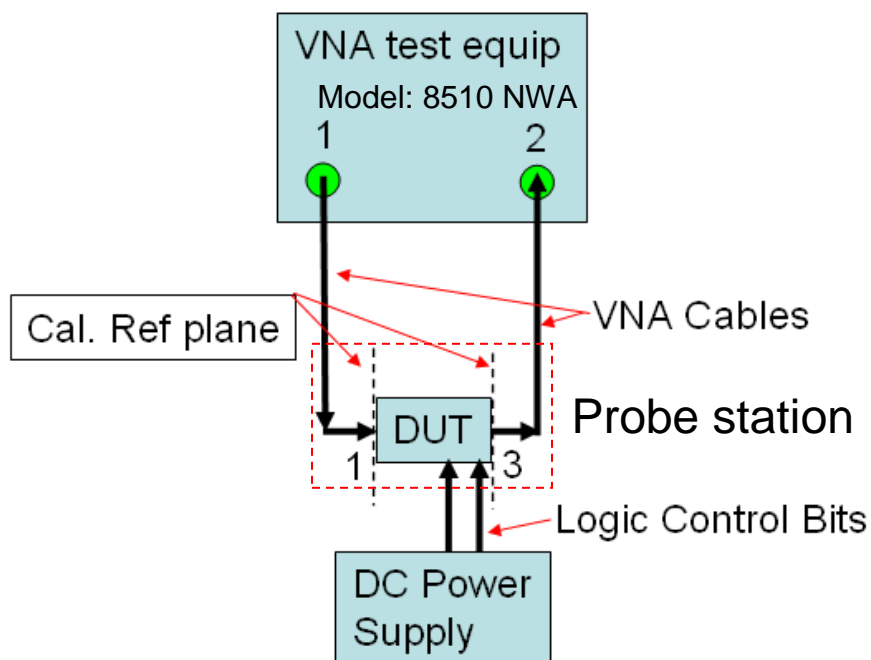 VNA test equip
Model: 8510 NWA
1
2
VNA Cables
Cal. Ref plane
Probe station
DUT
1
3
Logic Control Bits
DC Power
Supply